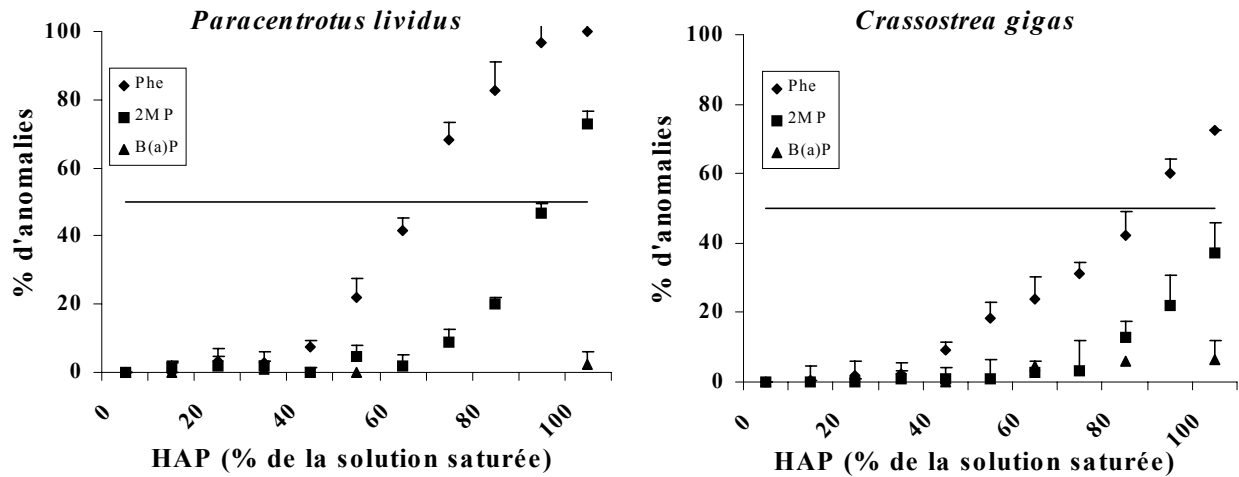 Paracentrotus lividus
100
80
60
40
20
0
% d'anomalies
Phe
2MP
B(a)P
0
20
40
60
80
100
HAP (% de la solution saturée)
Crassostrea gigas
100
80
60
40
20
0
% d'anomalies
Phe
2MP
B(a)P
0
20
40
60
80
100
HAP (% de la solution saturée)